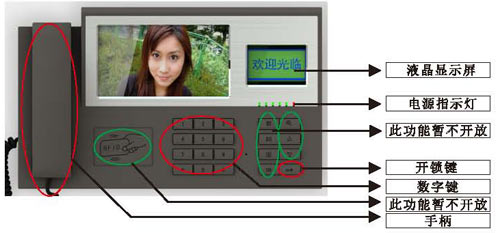 欢迎光临
液晶显示屏
电源指示灯
此功能暂不开放
开锁键
数字键
此功能暂不开放
手柄